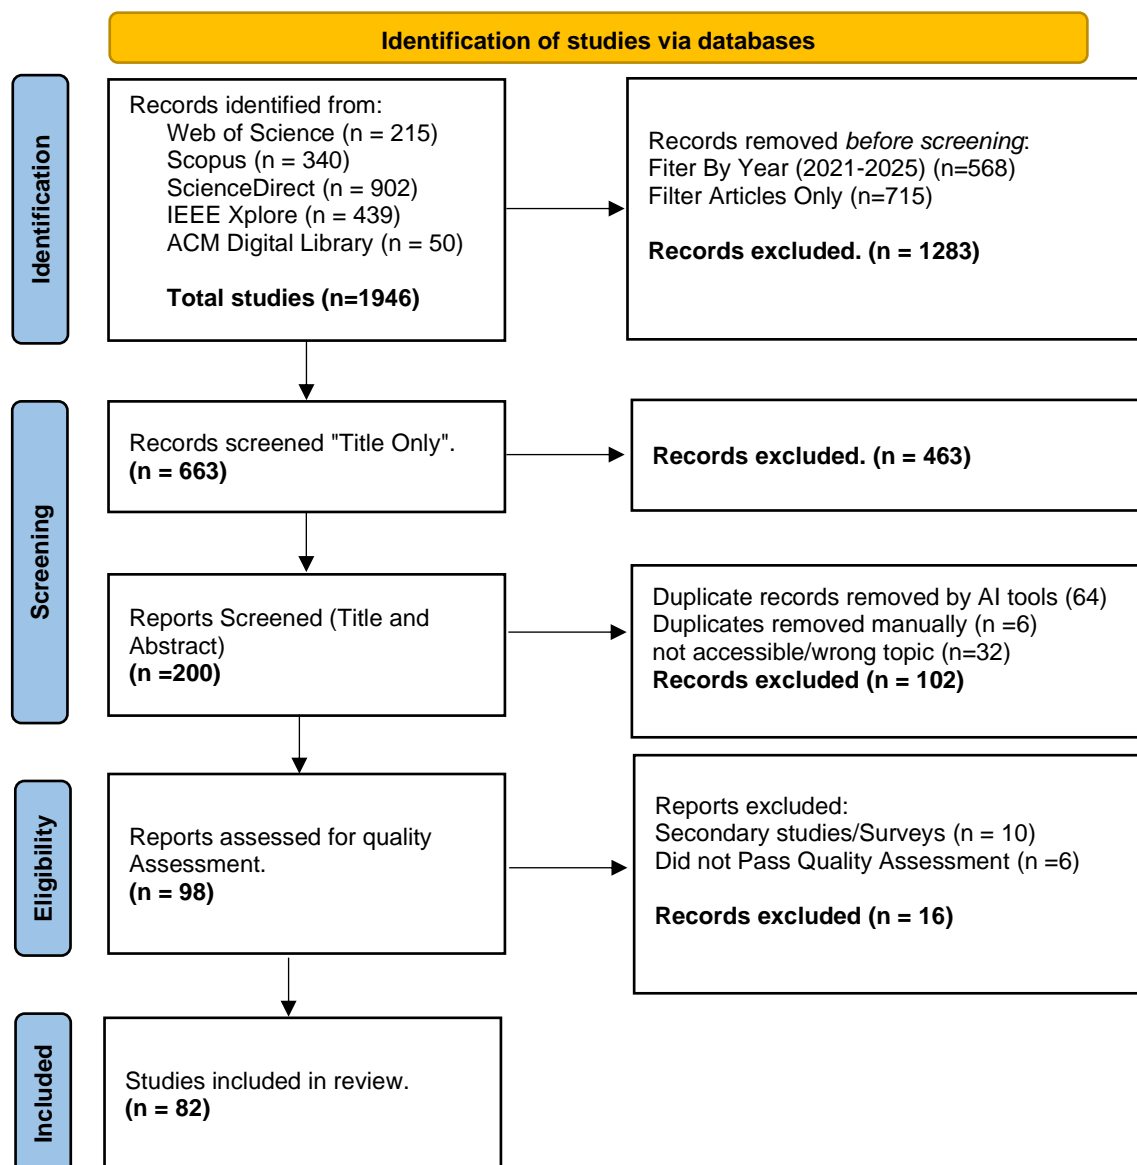 Identification of studies via databases
Identification
Records identified from:
Web of Science (n = 215)
Scopus (n = 340)
ScienceDirect (n = 902)
IEEE Xplore (n = 439)
ACM Digital Library (n = 50)
Total studies (n=1946)
Records removed before screening:
Fiter By Year (2021-2025) (n=568)
Filter Articles Only (n=715)
Records excluded. (n = 1283)
Screening
Records screened "Title Only".
(n = 663)
Records excluded. (n = 463)
Reports Screened (Title and
Abstract)
(n =200)
Duplicate records removed by AI tools (64)
Duplicates removed manually (n =6)
not accessible/wrong topic (n=32)
Records excluded (n = 102)
Eligibility
Reports assessed for quality
Assessment.
(n = 98)
Reports excluded:
Secondary studies/Surveys (n = 10)
Did not Pass Quality Assessment (n =6)
Records excluded (n = 16)
Included
Studies included in review.
(n = 82)